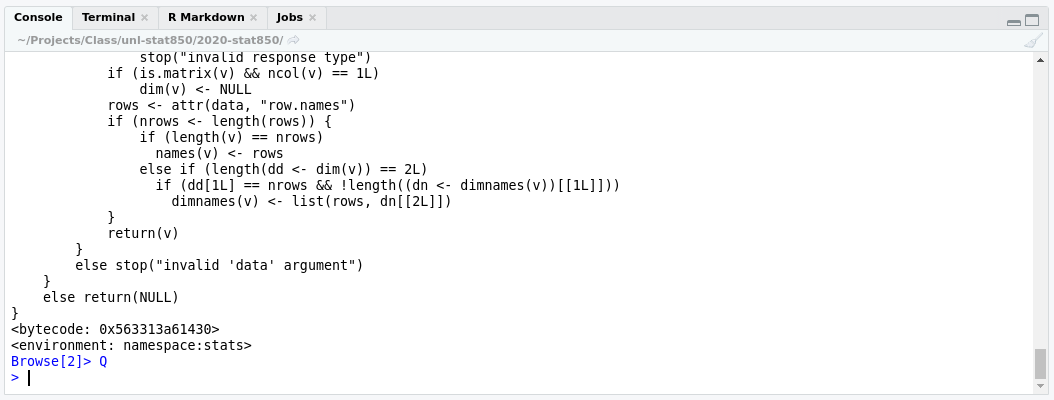 Console Terminal × R Markdown × Jobs ×
~/Projects/Class/unl-stat850/2020-stat850/
                stop("invalid response type")
            if (is.matrix(v) && ncol(v) == 1L)
                dim(v) <- NULL
            rows <- attr(data, "row.names")
            if (nrows <- length(rows)) {
                if (length(v) == nrows)
                  names(v) <- rows
                else if (length(dd <- dim(v)) == 2L)
                  if (dd[1L] == nrows && !length((dn <- dimnames(v))[[1L]]))
                    dimnames(v) <- list(rows, dn[[2L]])
            }
            return(v)
        }
        else stop("invalid 'data' argument")
    }
    else return(NULL)
}
<bytecode: 0x563313a61430>
<environment: namespace:stats>
Browse[2]> Q
>